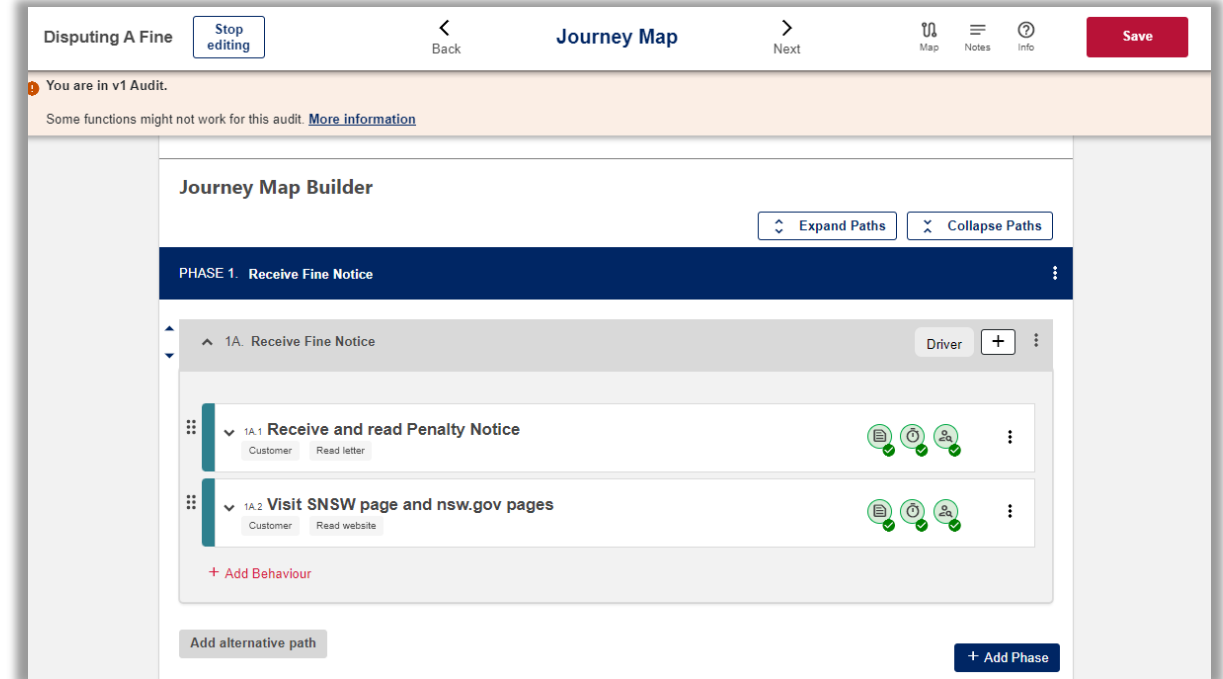 Disputing A Fine
Stop
editing
Back
Journey Map
Next
Map
Notes
Info
Save
You are in v1 Audit.
Some functions might not work for this audit. More information
Journey Map Builder
Expand Paths
Collapse Paths
PHASE 1. Receive Fine Notice
1A. Receive Fine Notice
Driver
+
1A.1 Receive and read Penalty Notice
Customer
Read letter
1A.2 Visit SNSW page and nsw.gov pages
Customer
Read website
+ Add Behaviour
Add alternative path
+ Add Phase